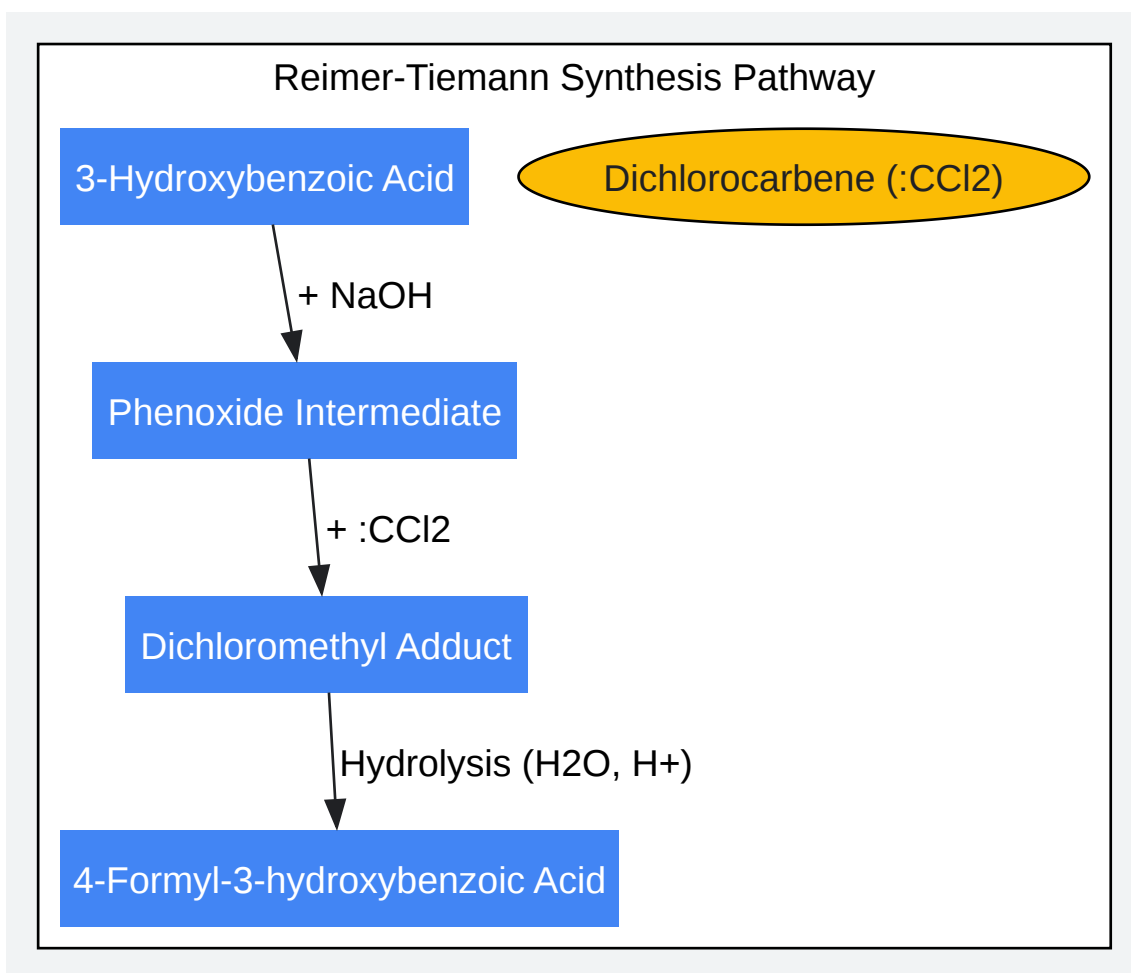 Reimer-Tiemann Synthesis Pathway
3-Hydroxybenzoic Acid
Dichlorocarbene (:CCl2)
+ NaOH
Phenoxide Intermediate
+ :CCl2
Dichloromethyl Adduct
Hydrolysis (H2O, H+)
4-Formyl-3-hydroxybenzoic Acid